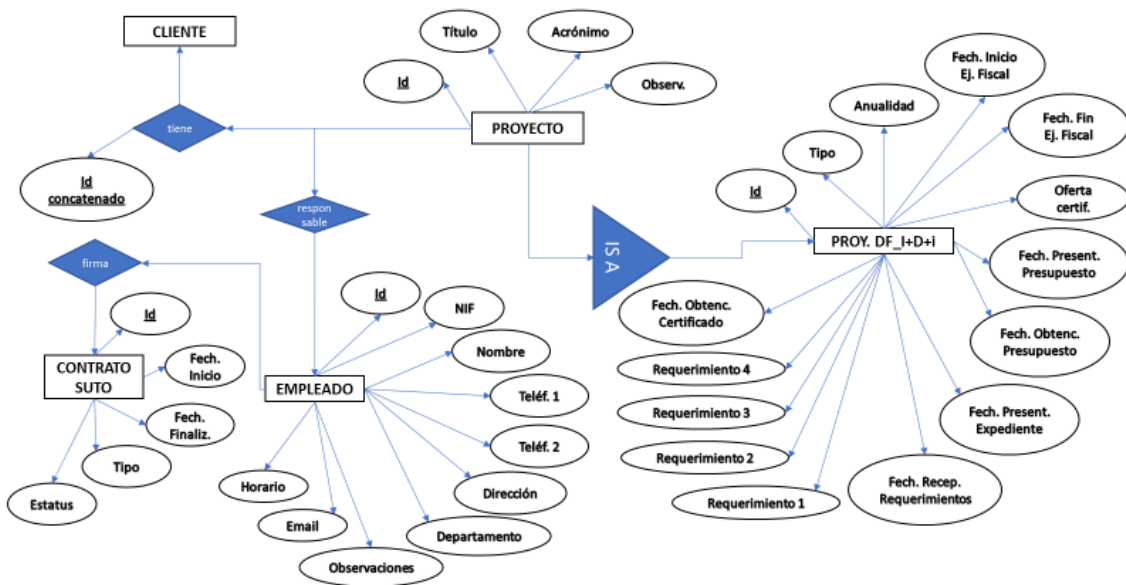 CLIENTE
Título
Acrónimo
Fech. Inicio
Ej. Fiscal
Id
Observ.
Anualidad
Fech. Fin
Ej. Fiscal
tiene
PROYECTO
Tipo
Id
concatenado
Id
Oferta
certif.
respon
sable
IS A
PROY. DF_I+D+i
firma
Fech. Present.
Presupuesto
Id
NIF
Fech. Obtenc.
Certificado
Id
Nombre
Fech. Obtenc.
Presupuesto
CONTRATO
SUTO
Fech.
Inicio
EMPLEADO
Requerimiento 4
Teléf. 1
Requerimiento 3
Fech. Present.
Expediente
Fech.
Finaliz.
Teléf. 2
Requerimiento 2
Tipo
Horario
Dirección
Fech. Recep.
Requerimientos
Estatus
Requerimiento 1
Email
Departamento
Observaciones